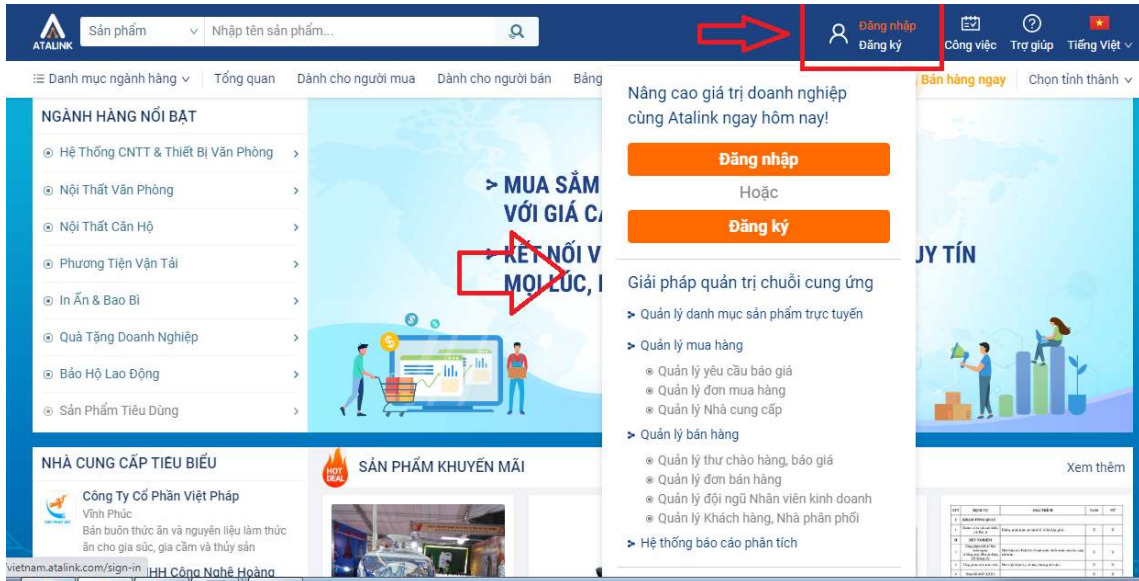 ATALINK
Sản phẩm
Nhập tên sản phẩm...
Đăng nhập
Đăng ký
Công việc
Trợ giúp
Tiếng Việt
Danh mục ngành hàng
Tổng quan
Dành cho người mua
Dành cho người bán
Bảng
Bán hàng ngay
Chọn tỉnh thành
NGÀNH HÀNG NỔI BẬT
Hệ Thống CNTT & Thiết Bị Văn Phòng
Nội Thất Văn Phòng
Nội Thất Căn Hộ
Phương Tiện Vận Tải
In Ấn & Bao Bì
Quà Tặng Doanh Nghiệp
Bảo Hộ Lao Động
Sản Phẩm Tiêu Dùng
MUA SẮM
VỚI GIÁ
KẾT NỐI V
MỌI LÚC,
UY TÍN
Nâng cao giá trị doanh nghiệp
cùng Atalink ngay hôm nay!
Đăng nhập
Hoặc
Đăng ký
Giải pháp quản trị chuỗi cung ứng
Quản lý danh mục sản phẩm trực tuyến
Quản lý mua hàng
Quản lý yêu cầu báo giá
Quản lý đơn mua hàng
Quản lý Nhà cung cấp
Quản lý bán hàng
Quản lý thư chào hàng, báo giá
Quản lý đơn bán hàng
Quản lý đội ngũ Nhân viên kinh doanh
Quản lý Khách hàng, Nhà phân phối
Hệ thống báo cáo phân tích
NHÀ CUNG CẤP TIÊU BIỂU
Công Ty Cổ Phần Việt Pháp
Vĩnh Phúc
Bán buôn thức ăn và nguyên liệu làm thức
ăn cho gia súc, gia cầm và thủy sản
HH Công Nghệ Hoàng
vietnam.atalink.com/sign-in
HOT
DEAL
SẢN PHẨM KHUYẾN MÃI
Xem thêm